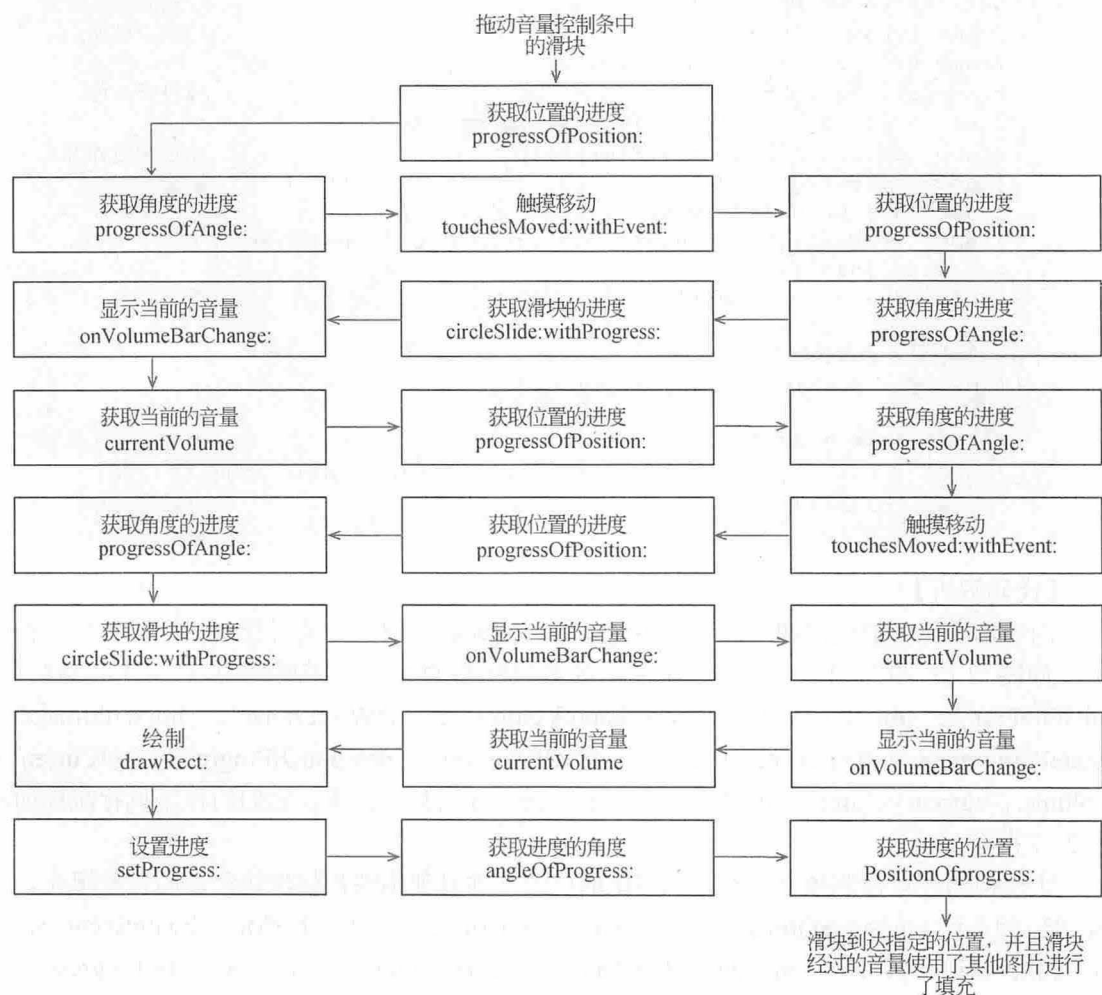 拖动音量控制条中
的滑块
获取位置的进度
progressOfPosition:
获取角度的进度
progressOfAngle:
触摸移动
touchesMoved:withEvent:
获取位置的进度
progressOfPosition:
显示当前的音量
onVolumeBarChange:
获取滑块的进度
circleSlide:withProgress:
获取角度的进度
progressOfAngle:
获取当前的音量
currentVolume
获取位置的进度
progressOfPosition:
获取角度的进度
progressOfAngle:
获取角度的进度
progressOfAngle:
获取位置的进度
progressOfPosition:
触摸移动
touchesMoved:withEvent:
获取滑块的进度
circleSlide:withProgress:
显示当前的音量
onVolumeBarChange:
获取当前的音量
currentVolume
绘制
drawRect:
获取当前的音量
currentVolume
显示当前的音量
onVolumeBarChange:
设置进度
setProgress:
获取进度的角度
angleOfProgress:
获取进度的位置
PositionOfprogress:
滑块到达指定的位置，并且滑块
经过的音量使用了其他图片进行
了填充